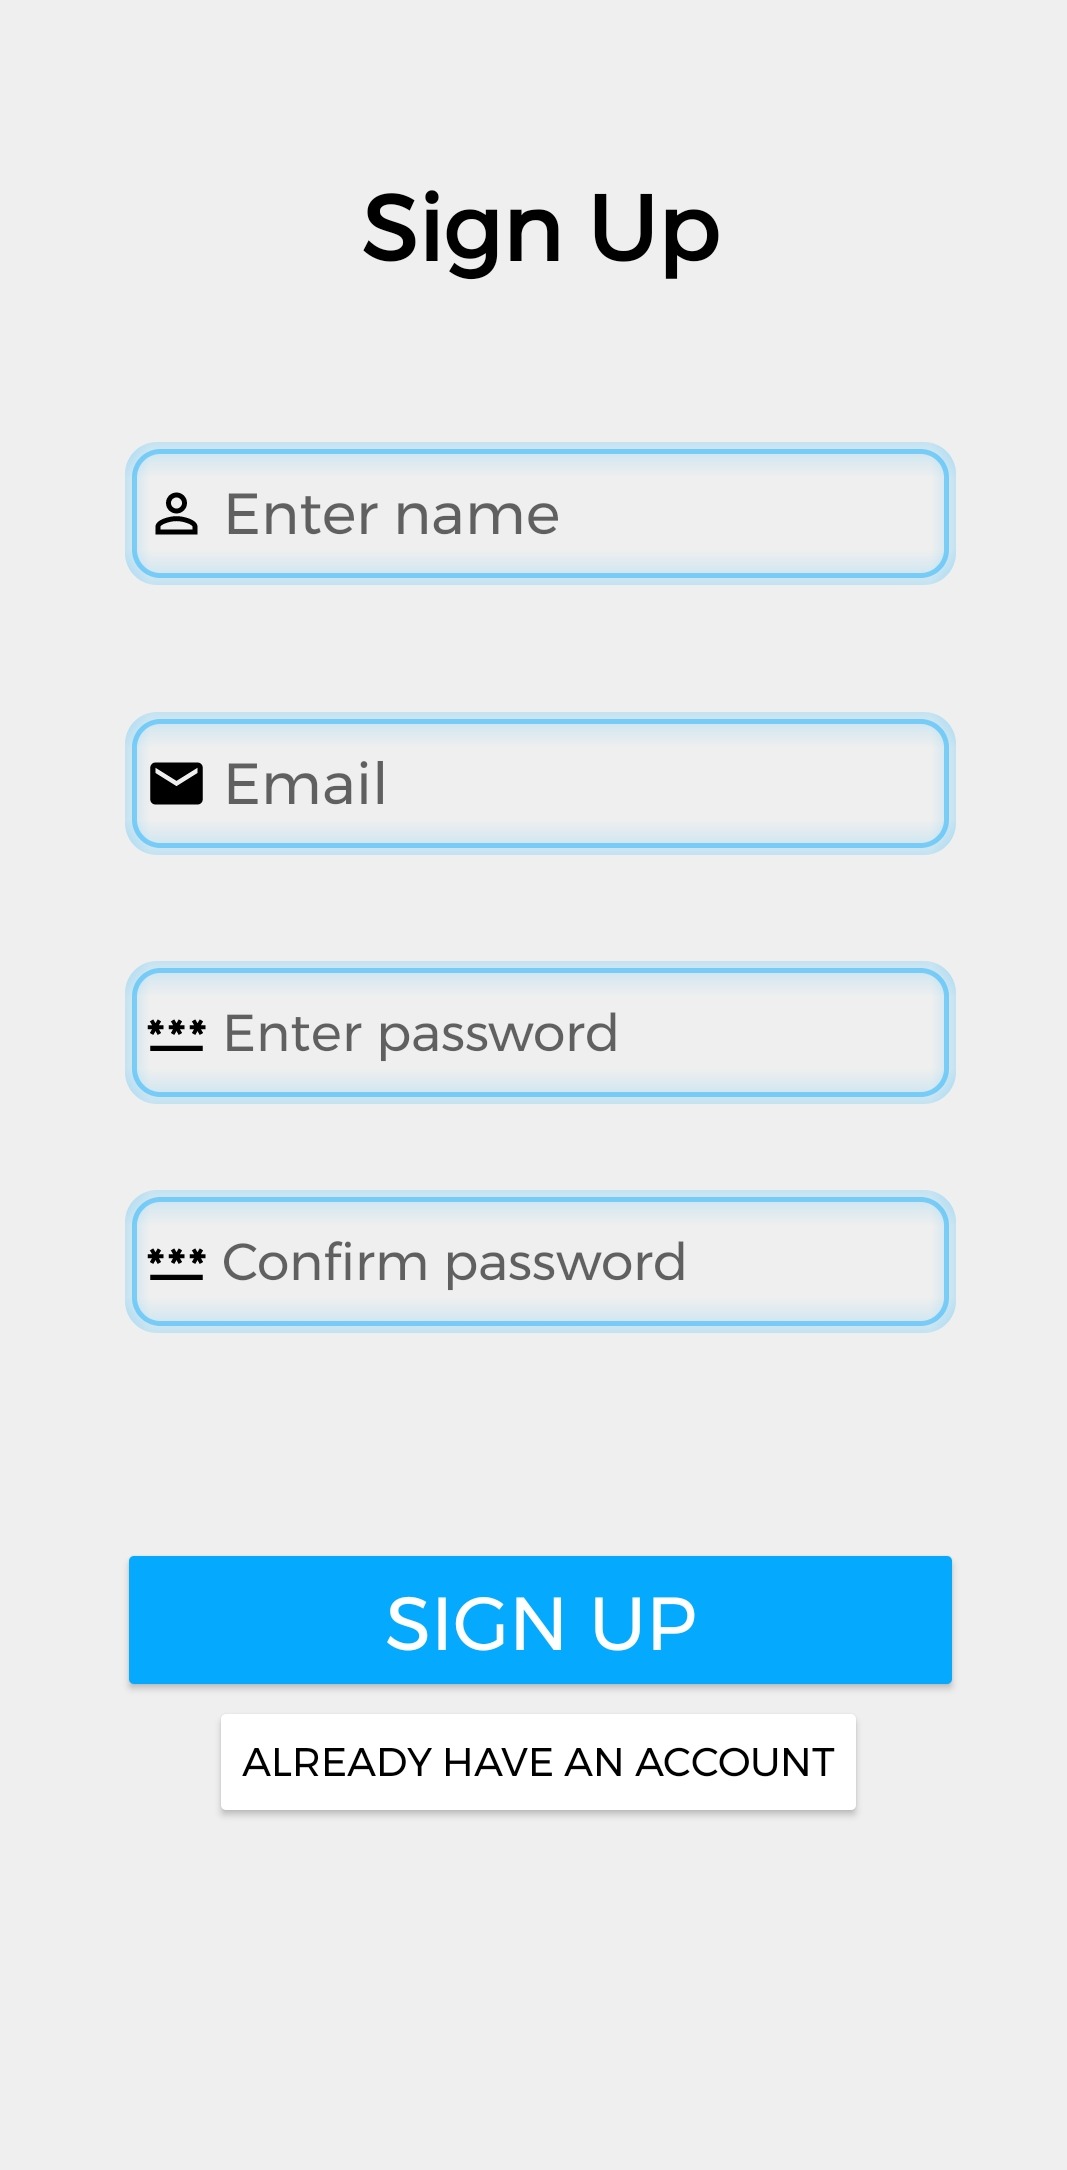 Sign Up
Enter name
Email
Enter password
Confirm password
SIGN UP
ALREADY HAVE AN ACCOUNT